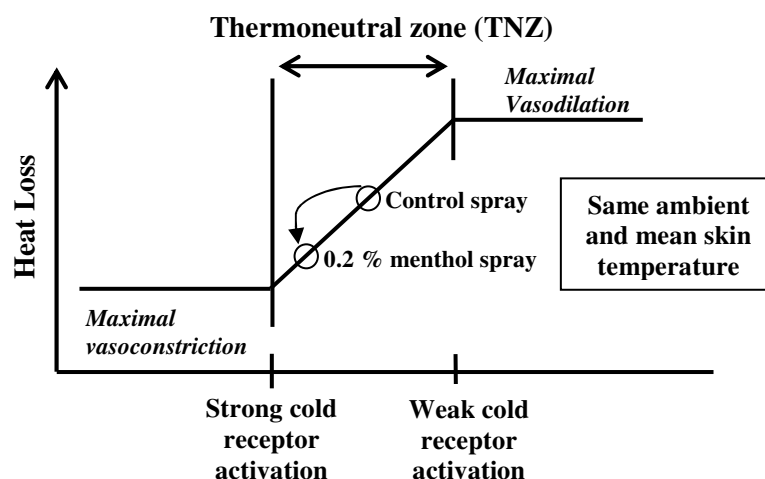 Thermoneutral zone (TNZ)
Maximal
Vasodilation
Heat Loss
Control spray
0.2 % menthol spray
Same ambient
and mean skin
temperature
Maximal
vasoconstriction
Strong cold
receptor
activation
Weak cold
receptor
activation